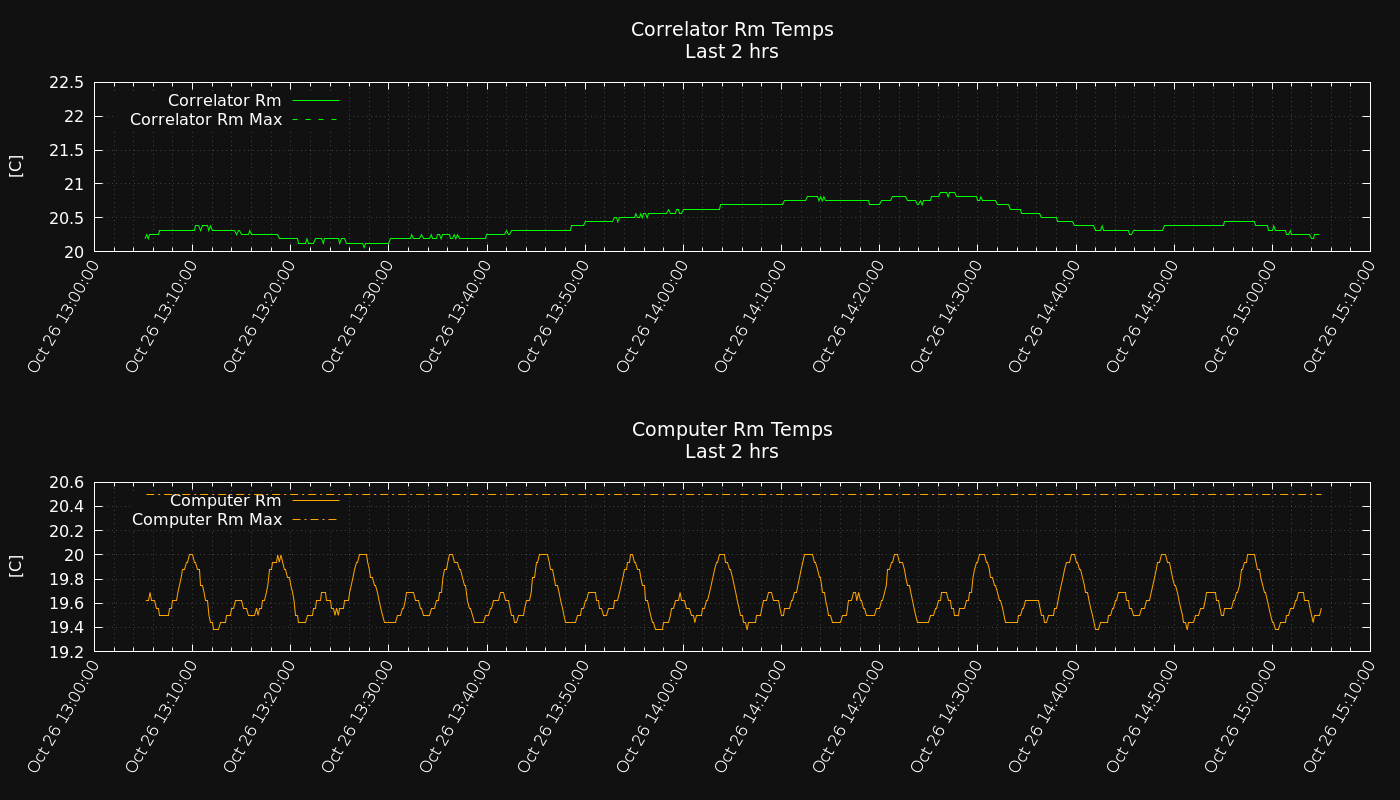 Correlator Rm Temps
Last 2 hrs
22.5
22
21.5
21
20.5
20
[C]
Correlator Rm
Correlator Rm Max
Oct 26 13:00:00
Oct 26 13:10:00
Oct 26 13:20:00
Oct 26 13:30:00
Oct 26 13:40:00
Oct 26 13:50:00
Oct 26 14:00:00
Oct 26 14:10:00
Oct 26 14:20:00
Oct 26 14:30:00
Oct 26 14:40:00
Oct 26 14:50:00
Oct 26 15:00:00
Oct 26 15:10:00
Computer Rm Temps
Last 2 hrs
20.6
20.4
20.2
20
19.8
19.6
19.4
19.2
[C]
Computer Rm
Computer Rm Max
Oct 26 13:00:00
Oct 26 13:10:00
Oct 26 13:20:00
Oct 26 13:30:00
Oct 26 13:40:00
Oct 26 13:50:00
Oct 26 14:00:00
Oct 26 14:10:00
Oct 26 14:20:00
Oct 26 14:30:00
Oct 26 14:40:00
Oct 26 14:50:00
Oct 26 15:00:00
Oct 26 15:10:00